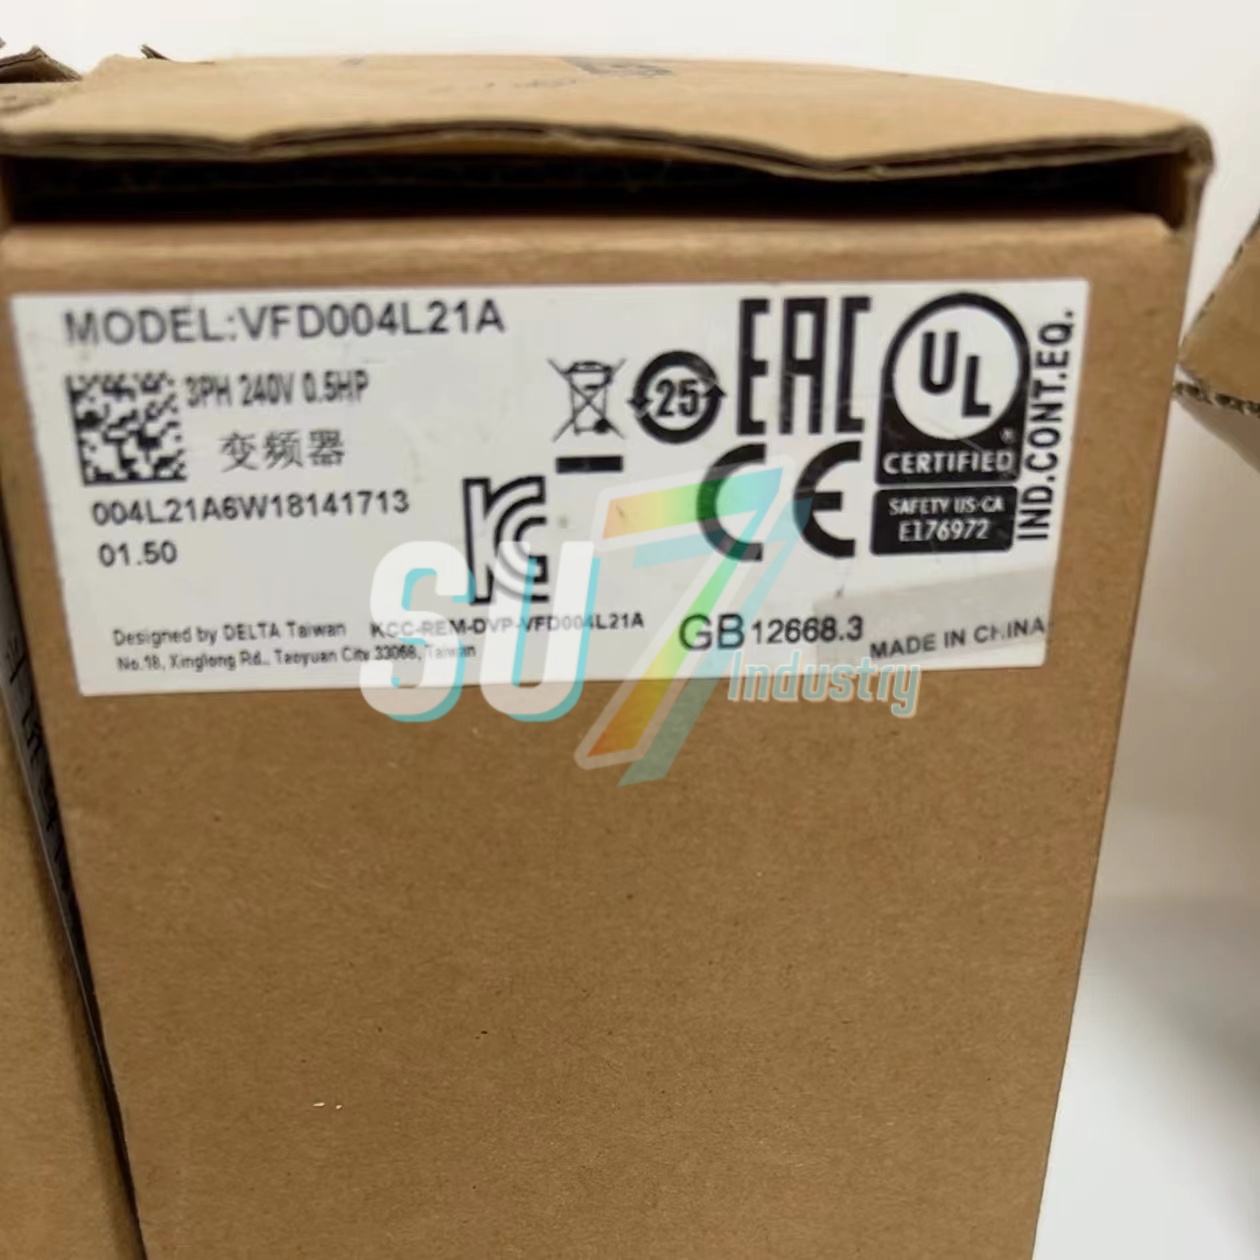 MODEL:VFD004L21A
3PH 240V 0.5HP
变频器
004L21A6W18141713
01.50
25
EAC
CE
UL
®
CERTIFIED
SAFETY US·CA
E176972
IND.CONT.EQ.
KC
Designed by DELTA Taiwan
No.18, Xinglong Rd., Taoyuan City 33068, Taiwan
KCC-REM-DVP-VFD004L21A
GB12668.3
MADE IN CHINA
SU7
Industry